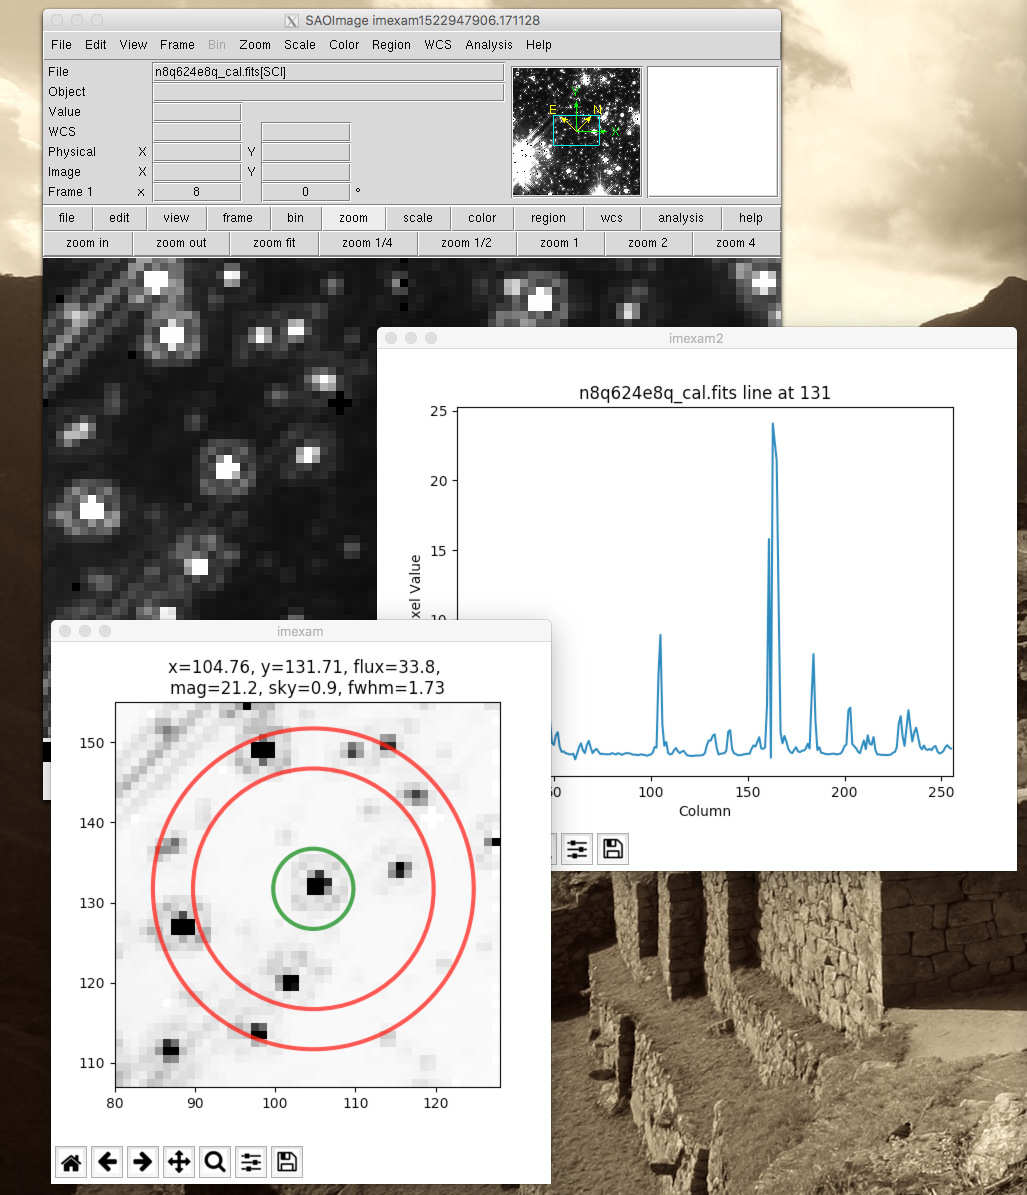 X SAOImage imexam1522947906.171128
File Edit View Frame Bin Zoom Scale Color Region WCS Analysis Help
File n8q624e8q_cal.fits[SCI]
Object
Value
WCS
Physical X Y
Image X Y
Frame 1 x 8 0 °
E N
X
file edit view frame bin zoom scale color region wcs analysis help
zoom in zoom out zoom fit zoom 1/4 zoom 1/2 zoom 1 zoom 2 zoom 4
imexam2
n8q624e8q_cal.fits line at 131
25
20
15
10
xel Value
50 100 150 200 250
Column
imexam
x=104.76, y=131.71, flux=33.8,
mag=21.2, sky=0.9, fwhm=1.73
150
140
130
120
110
80 90 100 110 120